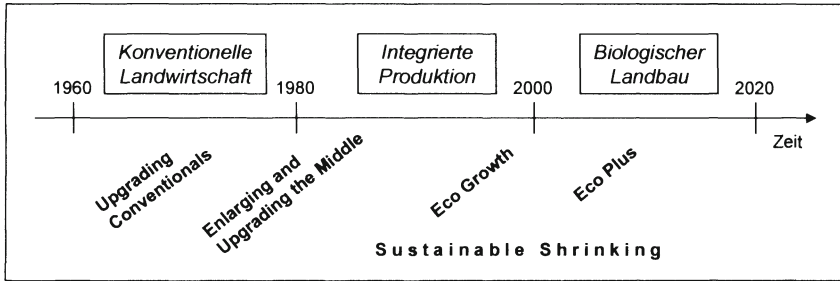 Konventionelle
Landwirtschaft
Integrierte
Produktion
Biologischer
Landbau
1960
1980
2000
2020
Zeit
Upgrading
Conventionals
Enlarging and
Upgrading the Middle
Eco Growth
Eco Plus
Sustainable Shrinking